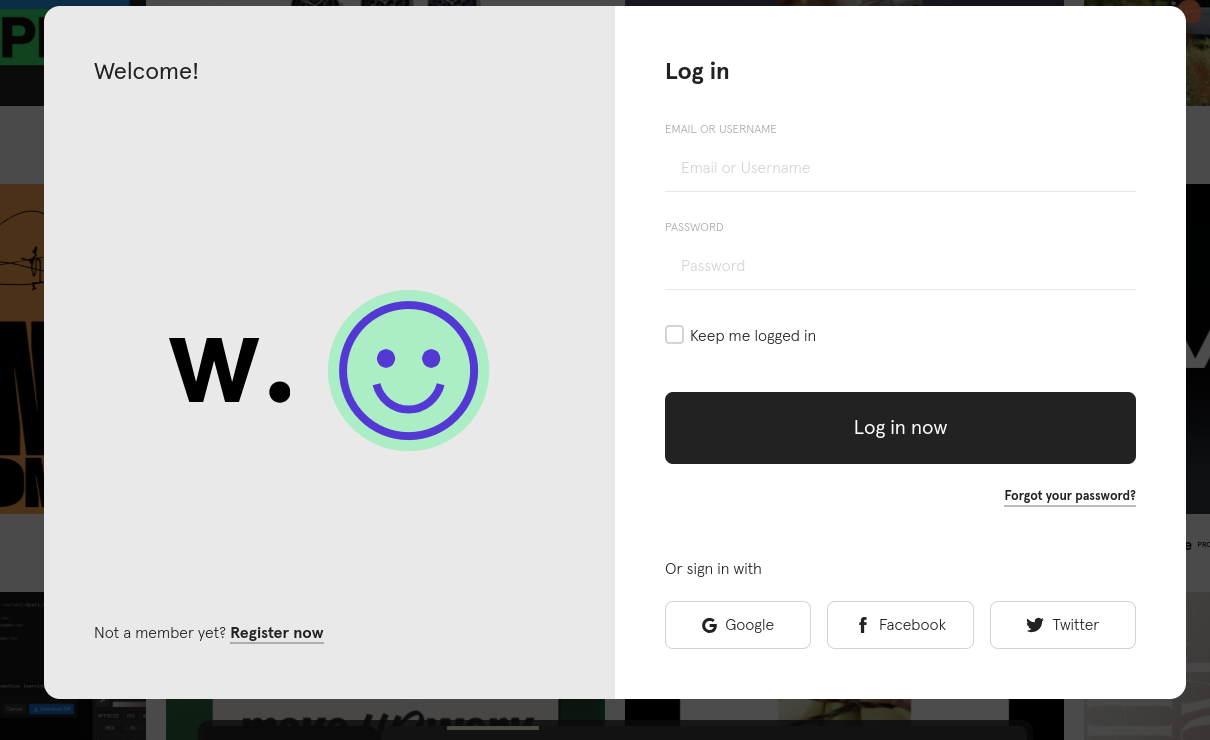 Welcome!
W.
Not a member yet? Register now
Log in
EMAIL OR USERNAME
Email or Username
PASSWORD
Password
Keep me logged in
Log in now
Forgot your password?
Or sign in with
Google
Facebook
Twitter